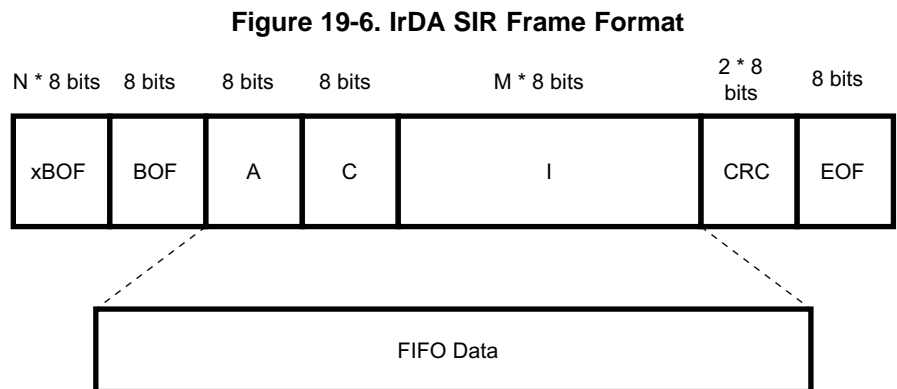 Figure 19-6. IrDA SIR Frame Format
N * 8 bits 8 bits 8 bits 8 bits M * 8 bits 2 * 8 bits 8 bits
xBOF BOF A C I CRC EOF
FIFO Data